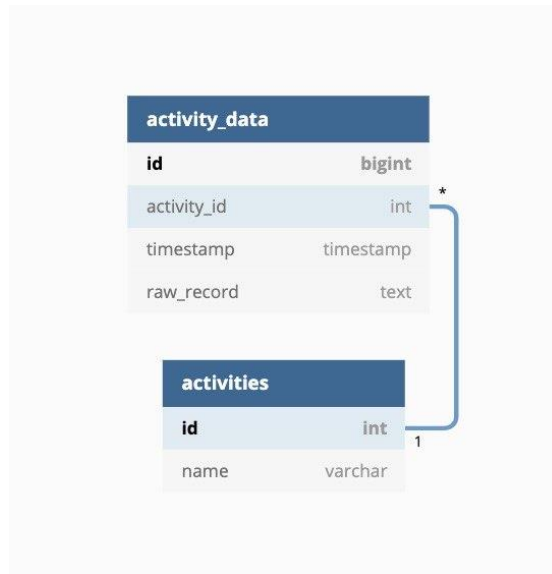 activity_data
id bigint
activity_id int
*
timestamp timestamp
raw_record text
activities
id int
1
name varchar